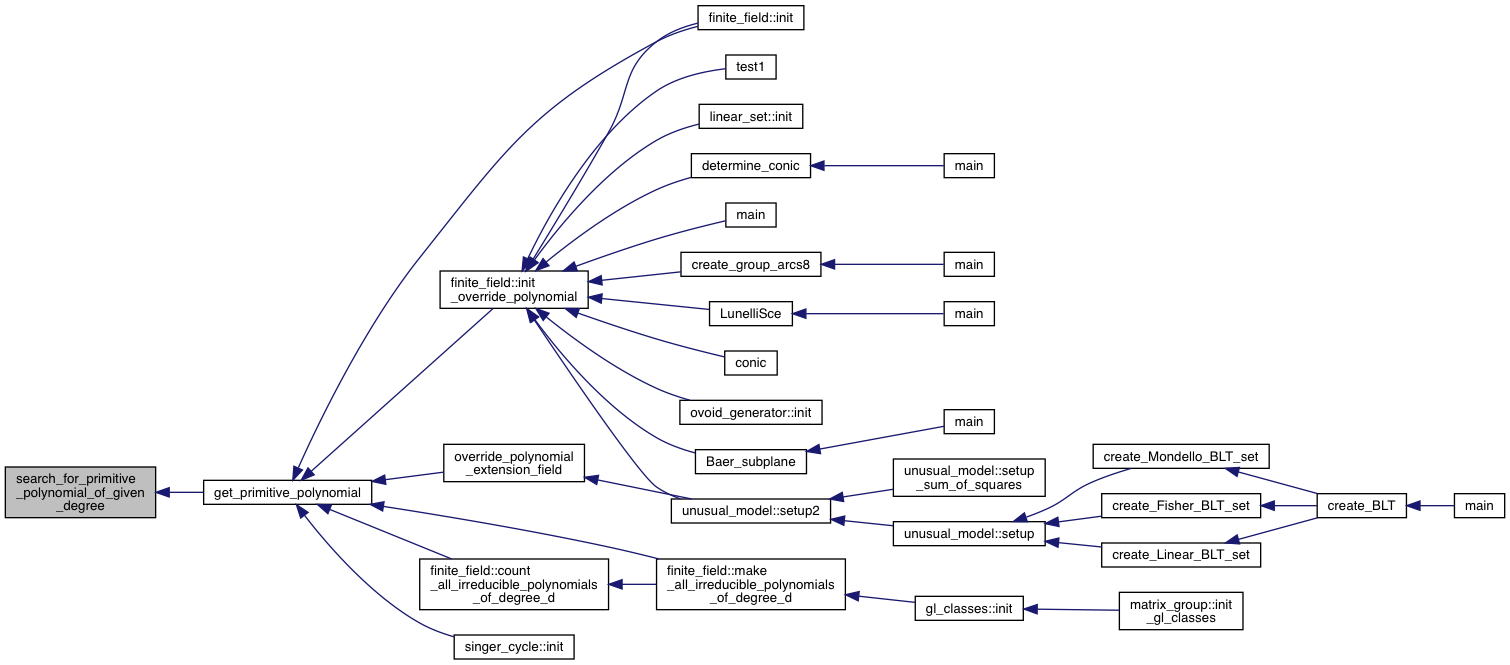 finite_field::init
test1
linear_set::init
determine_conic
main
main
create_group_arcs8
main
finite_field::init
_override_polynomial
LunelliSce
main
conic
ovoid_generator::init
main
Baer_subplane
override_polynomial
_extension_field
unusual_model::setup
_sum_of_squares
create_Mondello_BLT_set
search_for_primitive
_polynomial_of_given
_degree
get_primitive_polynomial
unusual_model::setup2
create_Fisher_BLT_set
create_BLT
main
unusual_model::setup
create_Linear_BLT_set
finite_field::count
_all_irreducible_polynomials
_of_degree_d
finite_field::make
_all_irreducible_polynomials
_of_degree_d
gl_classes::init
matrix_group::init
_gl_classes
singer_cycle::init